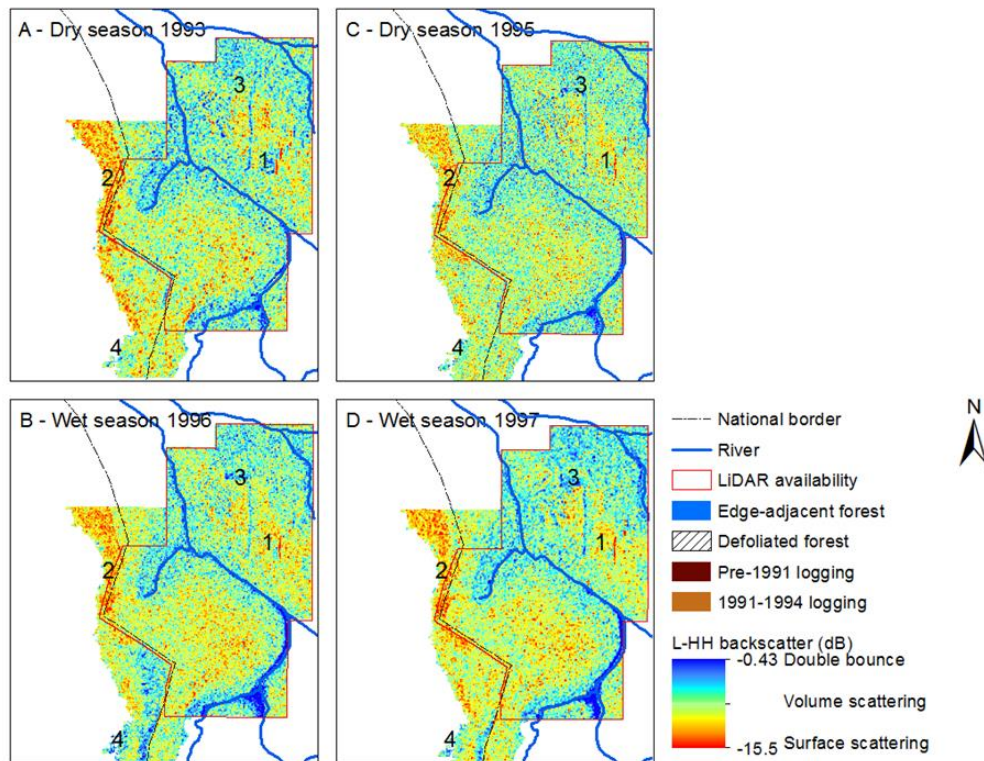 A - Dry season 1993
3
1
2
4
C - Dry season 1995
3
1
2
4
B - Wet season 1996
3
1
2
4
D - Wet season 1997
3
1
2
4
N
National border
River
LiDAR availability
Edge-adjacent forest
Defoliated forest
Pre-1991 logging
1991-1994 logging
L-HH backscatter (dB)
-0.43 Double bounce
Volume scattering
-15.5 Surface scattering